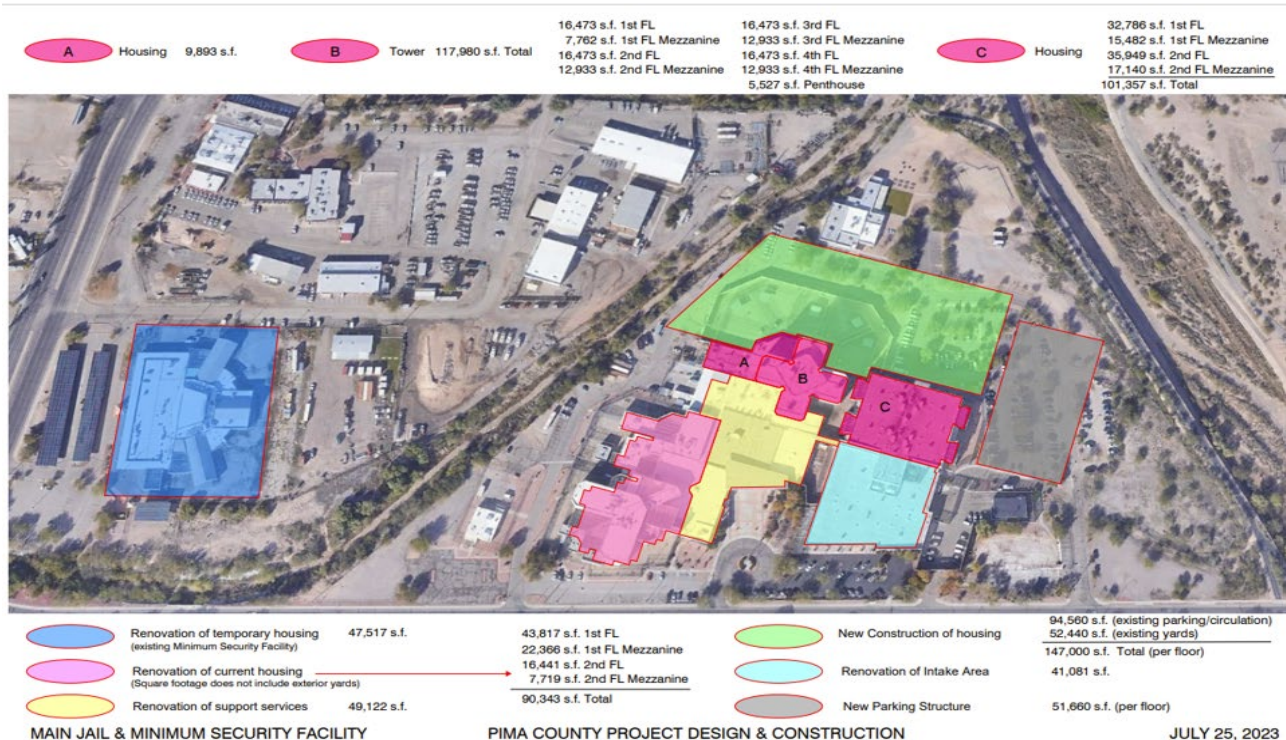 A Housing 9,893 s.f.
B Tower 117,980 s.f. Total
16,473 s.f. 1st FL
7,762 s.f. 1st FL Mezzanine
16,473 s.f. 2nd FL
12,933 s.f. 2nd FL Mezzanine
16,473 s.f. 3rd FL
12,933 s.f. 3rd FL Mezzanine
16,473 s.f. 4th FL
12,933 s.f. 4th FL Mezzanine
5,527 s.f. Penthouse
C Housing
32,786 s.f. 1st FL
15,482 s.f. 1st FL Mezzanine
35,949 s.f. 2nd FL
17,140 s.f. 2nd FL Mezzanine
101,357 s.f. Total
A
B
C
Renovation of temporary housing 47,517 s.f.
(existing Minimum Security Facility)
Renovation of current housing
(Square footage does not include exterior yards)
43,817 s.f. 1st FL
22,366 s.f. 1st FL Mezzanine
16,441 s.f. 2nd FL
7,719 s.f. 2nd FL Mezzanine
90,343 s.f. Total
Renovation of support services 49,122 s.f.
New Construction of housing
94,560 s.f. (existing parking/circulation)
52,440 s.f. (existing yards)
147,000 s.f. Total (per floor)
Renovation of Intake Area 41,081 s.f.
New Parking Structure 51,660 s.f. (per floor)
MAIN JAIL & MINIMUM SECURITY FACILITY
PIMA COUNTY PROJECT DESIGN & CONSTRUCTION
JULY 25, 2023